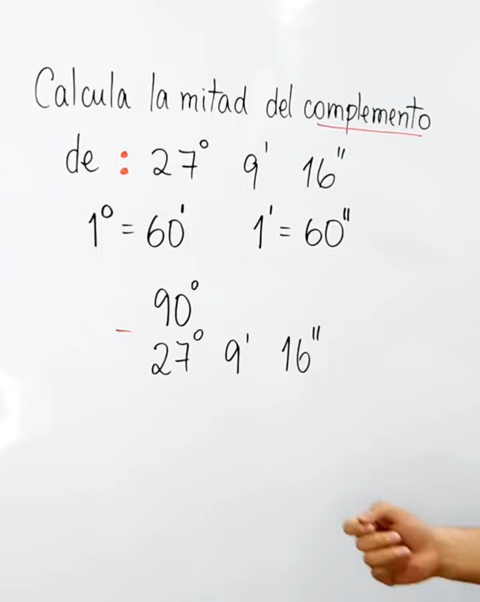 Calcula la mitad del complemento
de : 27° 9' 16"
1° = 60' 1' = 60"
90°
- 27° 9' 16"